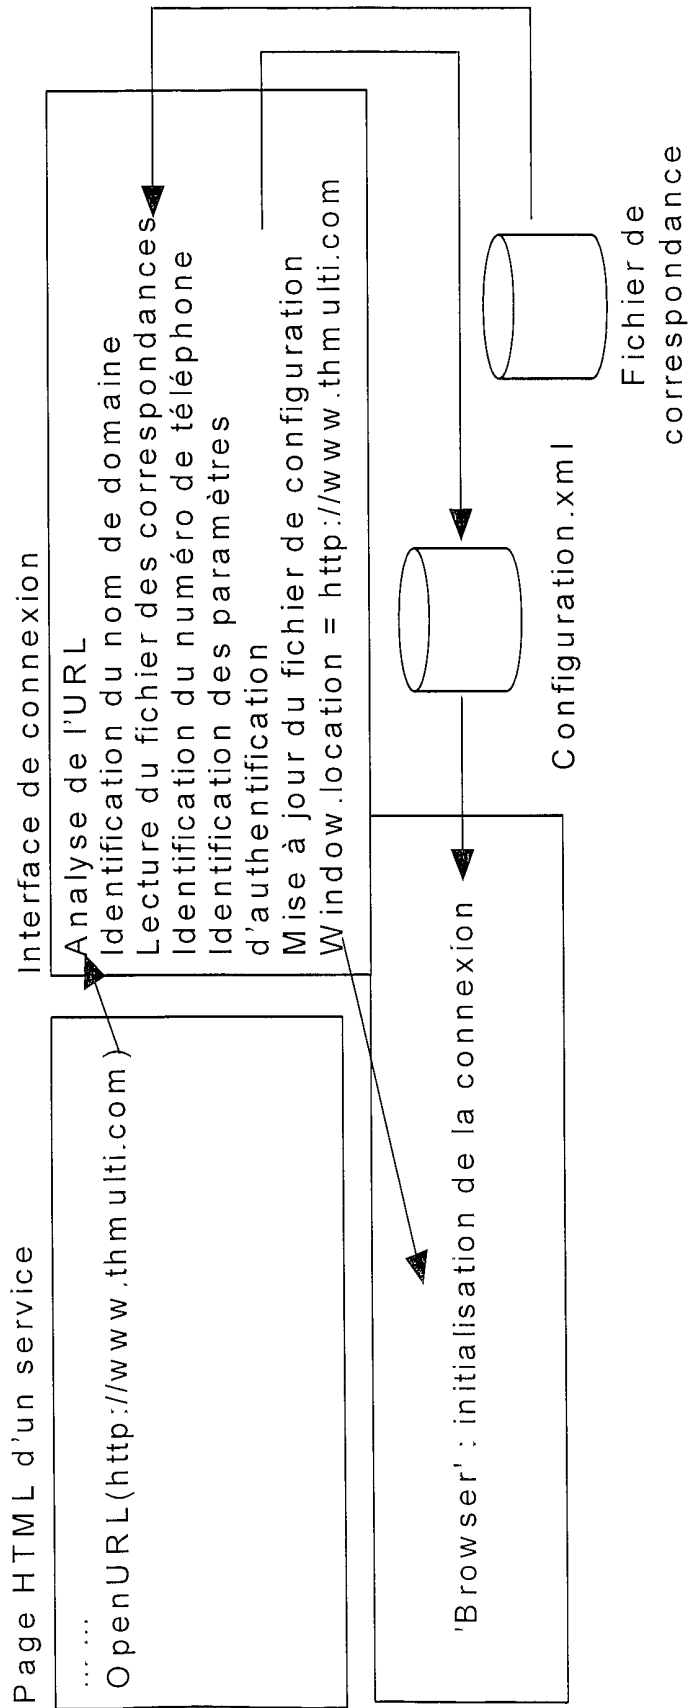 Page HTML d'un service
... ...
OpenURL(http://www.thmulti.com)
Interface de connexion
Analyse de l'URL
Identification du nom de domaine
Lecture du fichier des correspondances
Identification du numéro de téléphone
Identification des paramètres
d'authentification
Mise à jour du fichier de configuration
Window.location = http://www.thmulti.com
'Browser' : initialisation de la connexion
Configuration.xml
Fichier de
correspondance